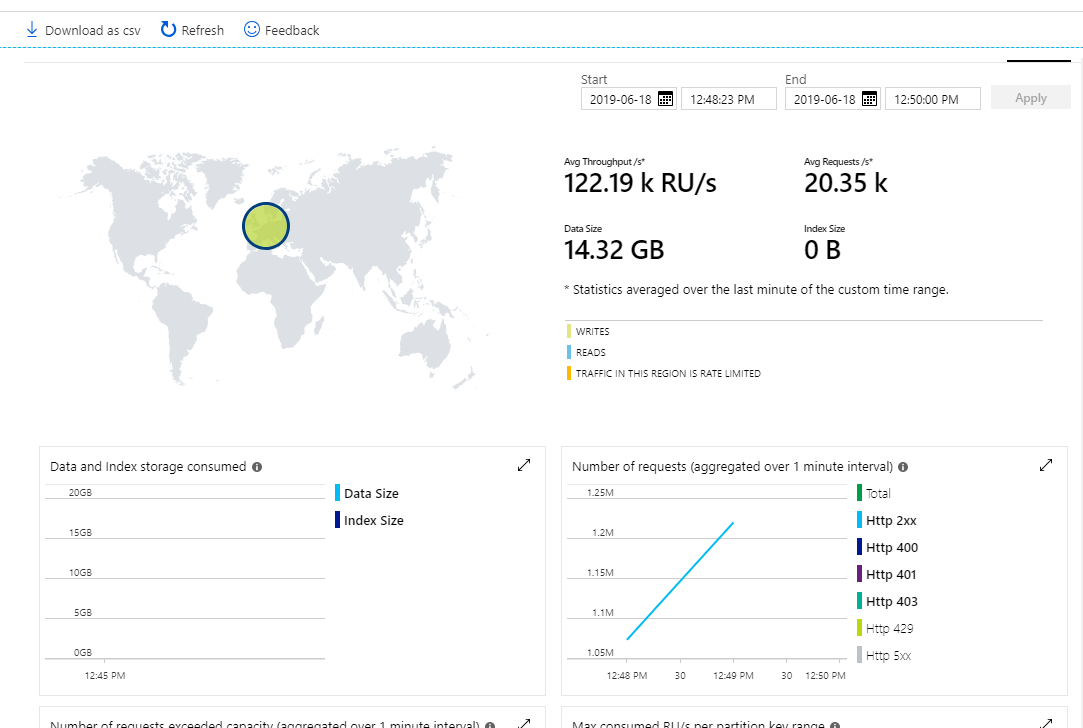 Download as csv Refresh Feedback
Start End
2019-06-18 12:48:23 PM 2019-06-18 12:50:00 PM Apply
Avg Throughput /s* Avg Requests /s*
122.19 k RU/s 20.35 k
Data Size Index Size
14.32 GB 0 B
* Statistics averaged over the last minute of the custom time range.
WRITES
READS
TRAFFIC IN THIS REGION IS RATE LIMITED
Data and Index storage consumed
20GB
15GB
10GB
5GB
0GB
12:45 PM
Data Size
Index Size
Number of requests (aggregated over 1 minute interval)
1.25M
1.2M
1.15M
1.1M
1.05M
12:48 PM 30 12:49 PM 30 12:50 PM
Total
Http 2xx
Http 400
Http 401
Http 403
Http 429
Http 5xx
Number of requests exceeded capacity (aggregated over 1 minute interval)
Max consumed RU/s per partition key range